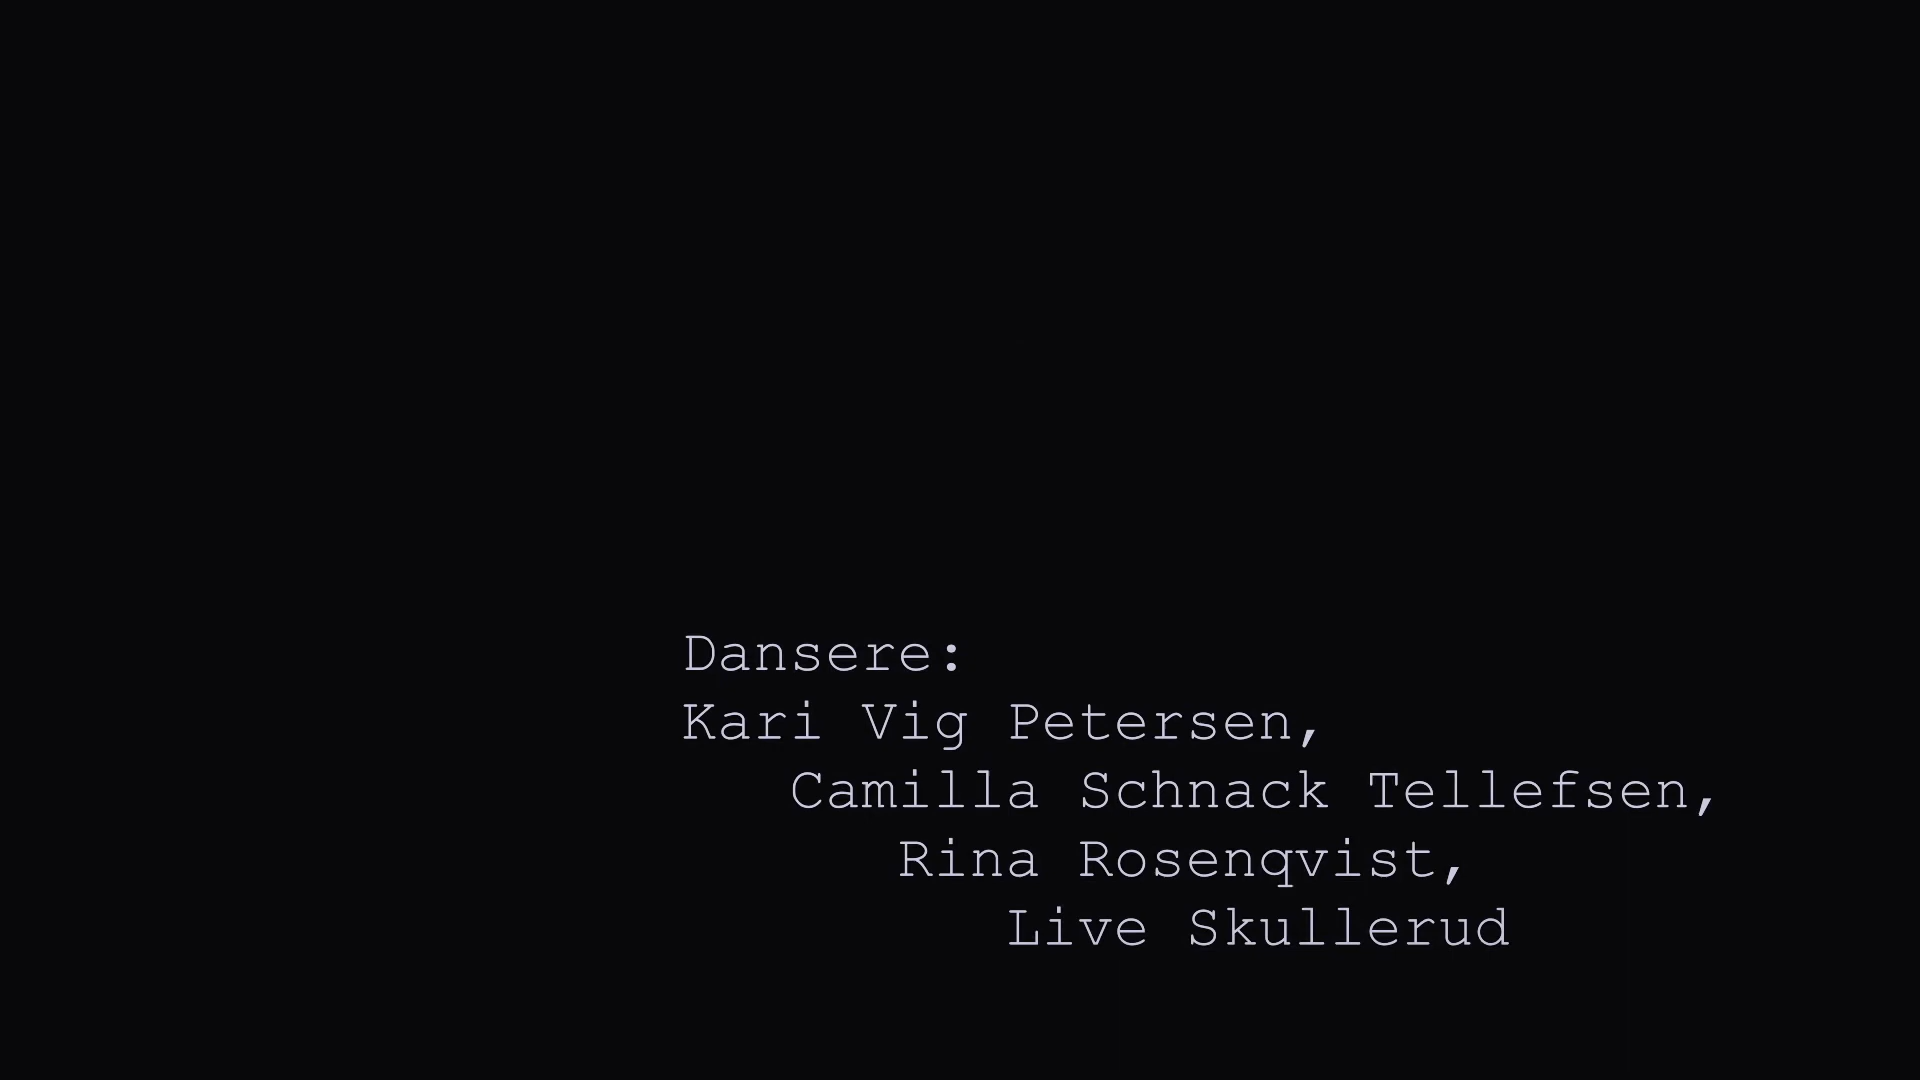 Dansere:
Kari Vig Petersen,
Camilla Schnack Tellefsen,
Rina Rosenqvist,
Live Skullerud